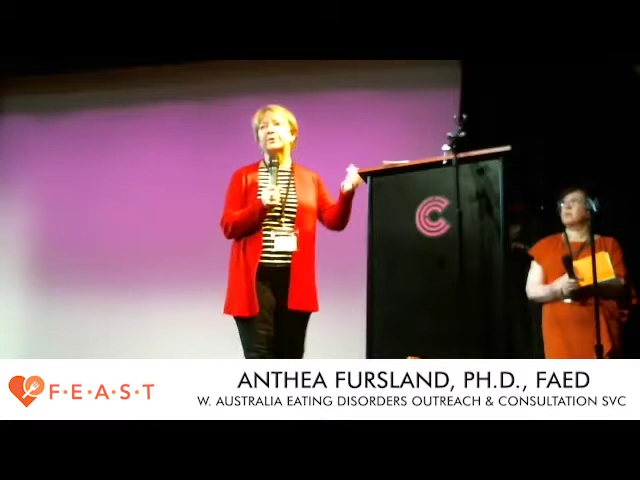 F·E·A·S·T
ANTHEA FURSLAND, PH.D., FAED
W. AUSTRALIA EATING DISORDERS OUTREACH & CONSULTATION SVC